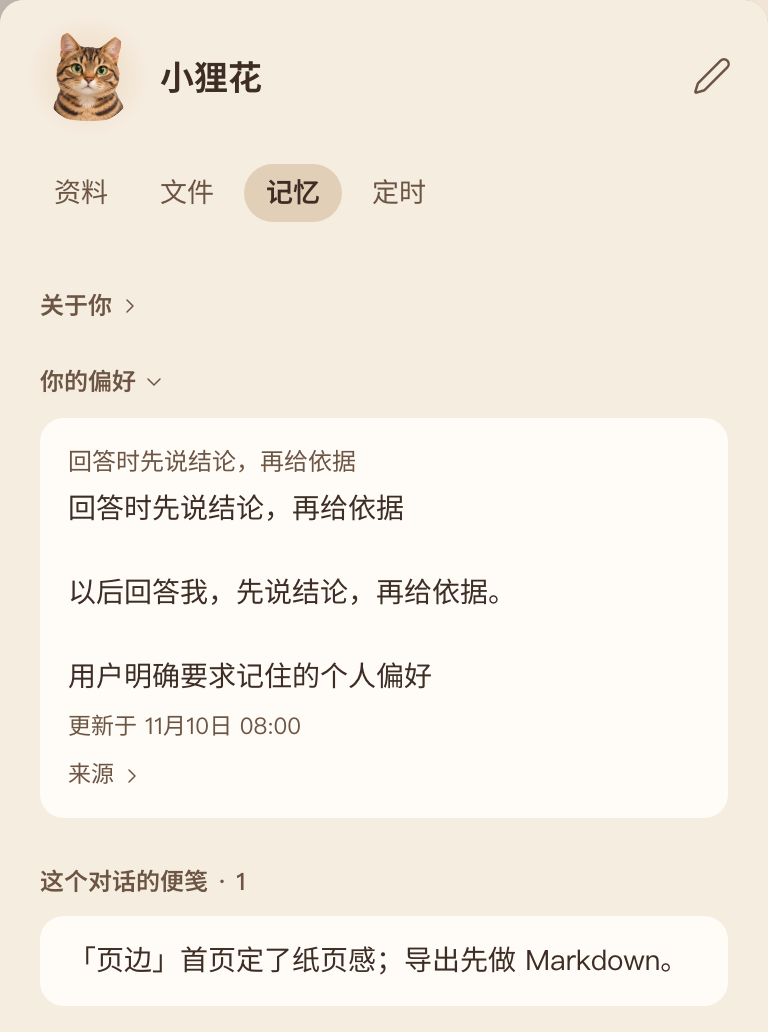 小狸花
资料 文件 记忆 定时
关于你
你的偏好
回答时先说结论，再给依据
回答时先说结论，再给依据
以后回答我，先说结论，再给依据。
用户明确要求记住的个人偏好
更新于 11月10日 08:00
来源
这个对话的便笺 · 1
「页边」首页定了纸页感；导出先做 Markdown。